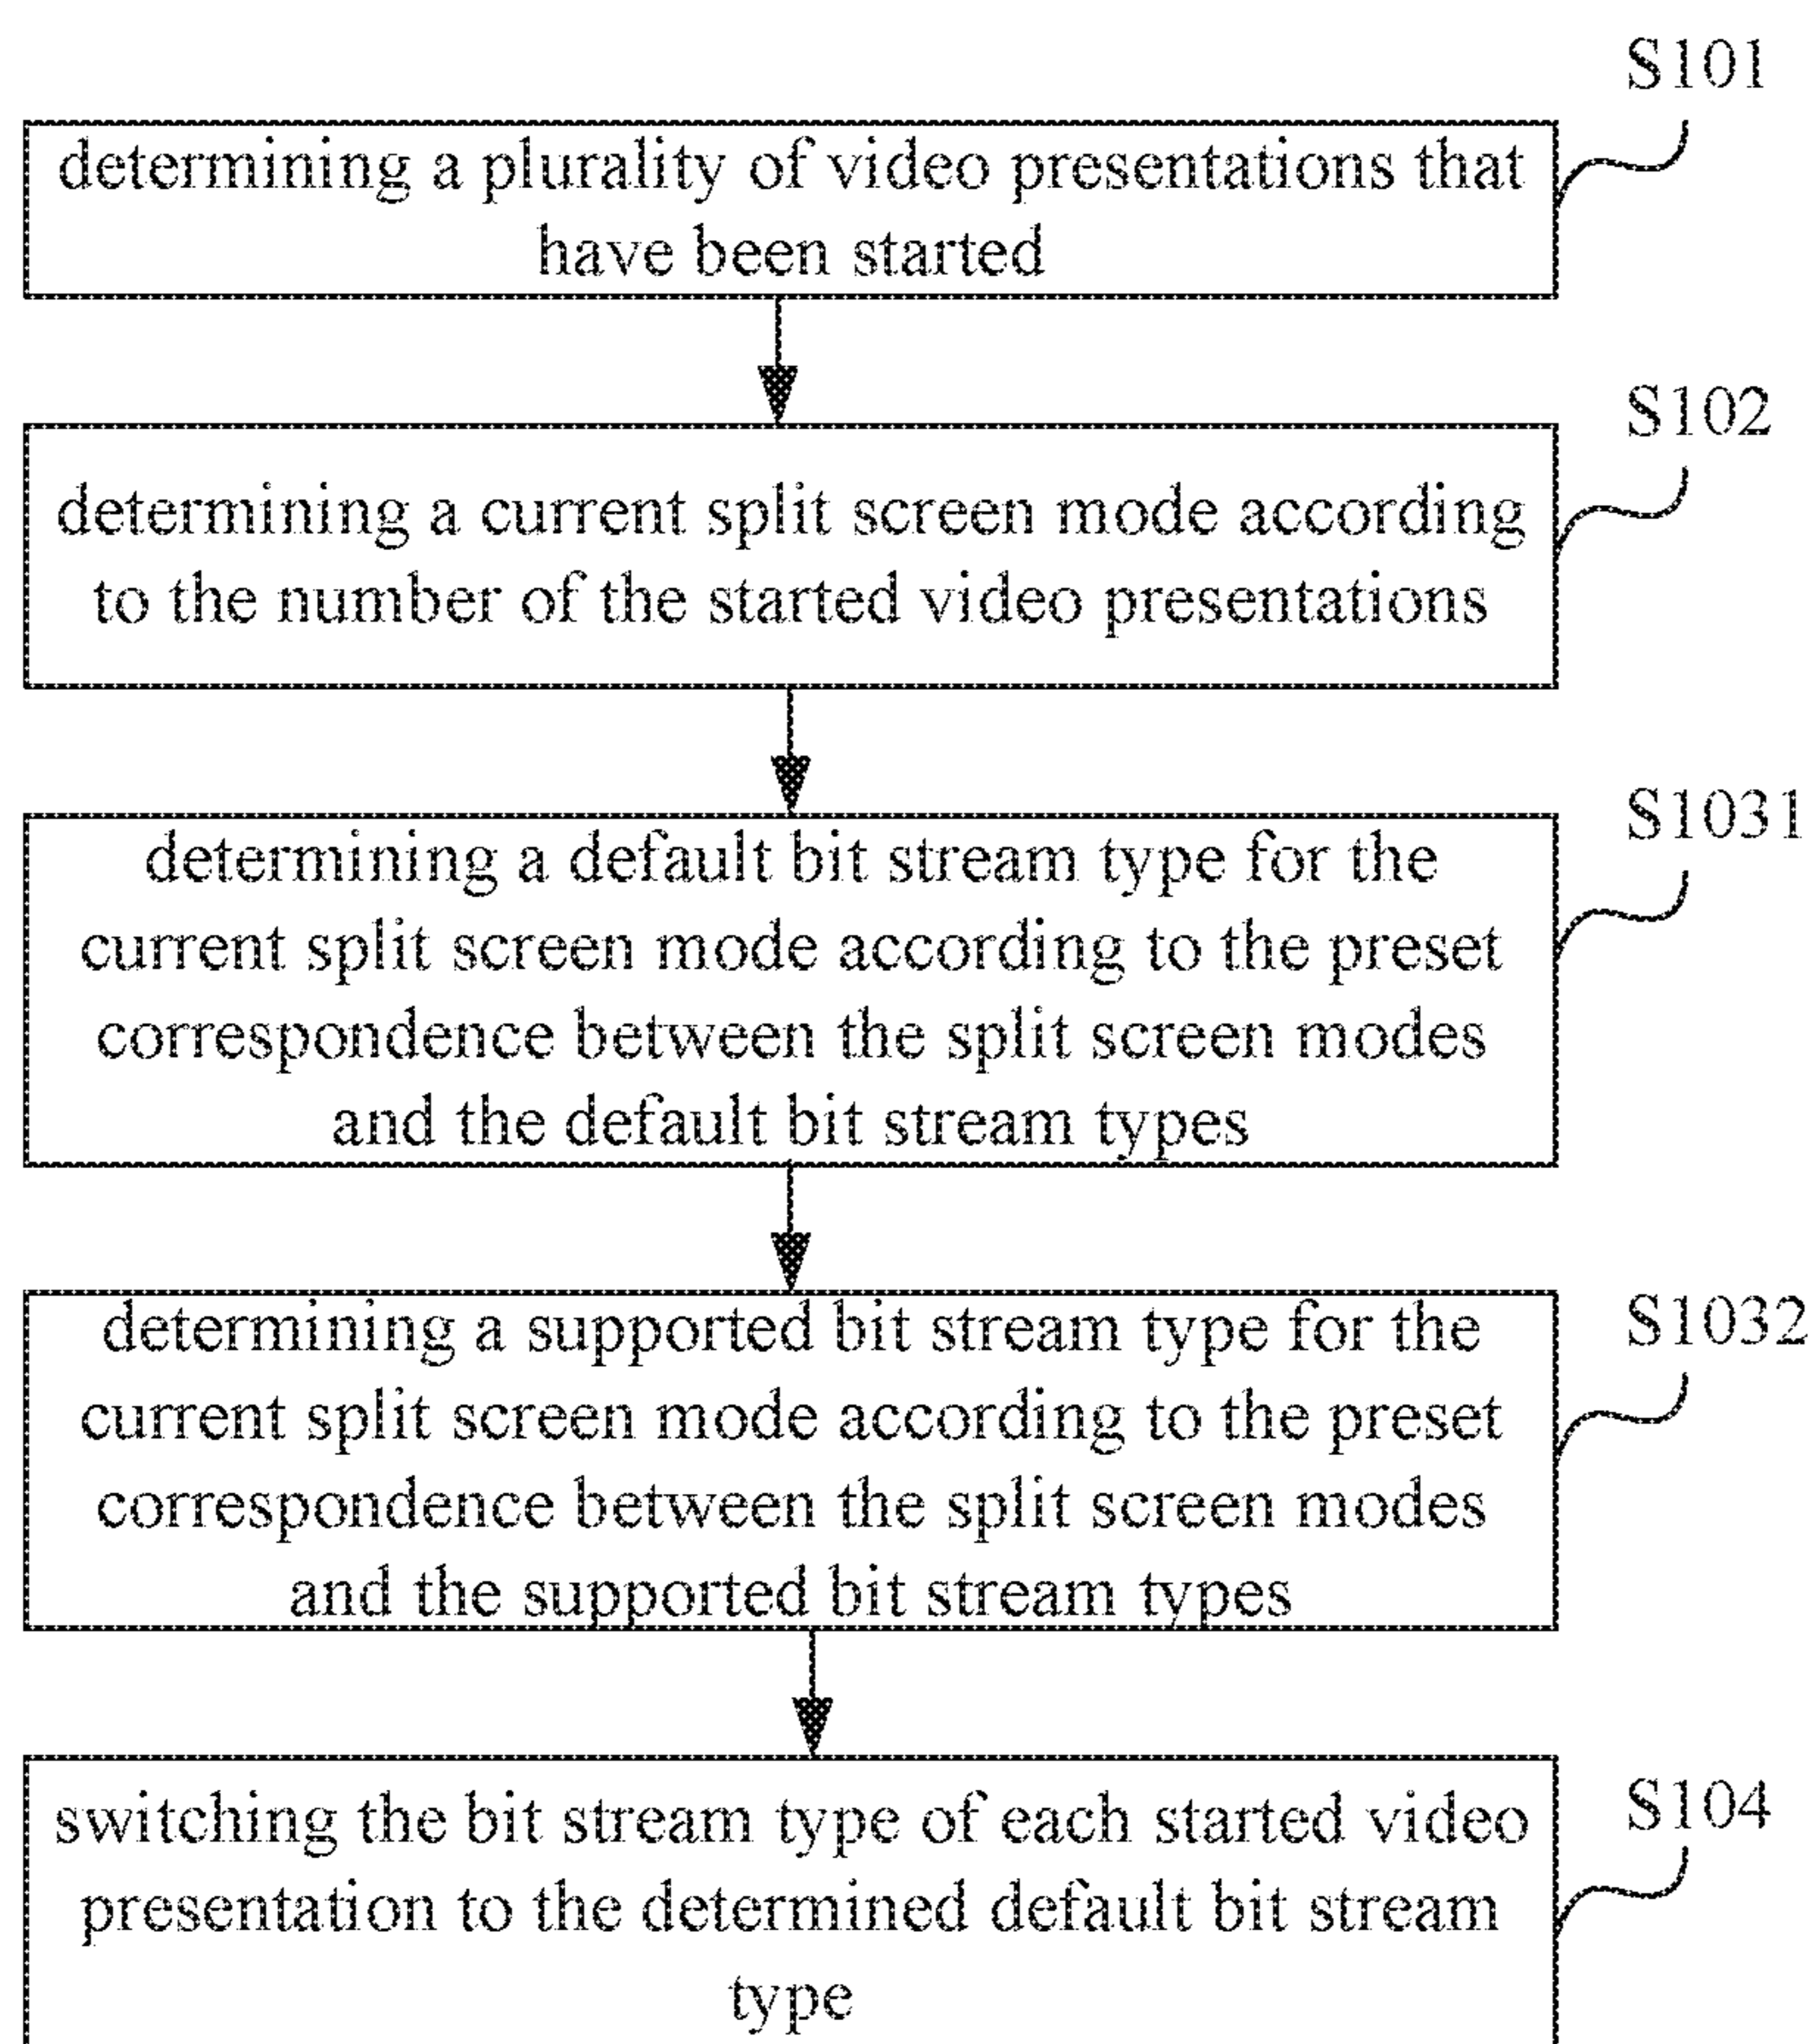 S101
determining a plurality of video presentations that
have been started
S102
determining a current split screen mode according
to the number of the started video presentations
S1031
determining a default bit stream type for the
current split screen mode according to the preset
correspondence between the split screen modes
and the default bit stream types
S1032
determining a supported bit stream type for the
current split screen mode according to the preset
correspondence between the split screen modes
and the supported bit stream types
S104
switching the bit stream type of each started video
presentation to the determined default bit stream
type